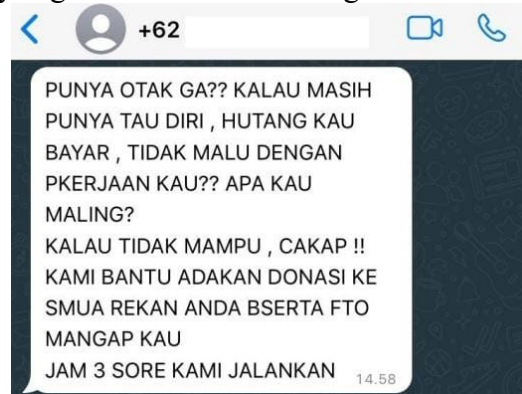 +62
PUNYA OTAK GA?? KALAU MASIH
PUNYA TAU DIRI , HUTANG KAU
BAYAR , TIDAK MALU DENGAN
PKERJAAN KAU?? APA KAU
MALING?
KALAU TIDAK MAMPU , CAKAP !!
KAMI BANTU ADAKAN DONASI KE
SMUA REKAN ANDA BSERTA FTO
MANGAP KAU
JAM 3 SORE KAMI JALANKAN 14.58